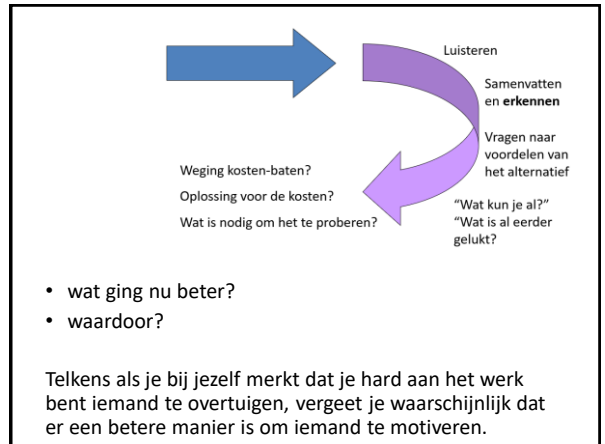 Luisteren
Samenvatten
en erkennen
Vragen naar
voordelen van
het alternatief
“Wat kun je al?”
“Wat is al eerder
gelukt?
Weging kosten-baten?
Oplossing voor de kosten?
Wat is nodig om het te proberen?
• wat ging nu beter?
• waardoor?
Telkens als je bij jezelf merkt dat je hard aan het werk
bent iemand te overtuigen, vergeet je waarschijnlijk dat
er een betere manier is om iemand te motiveren.